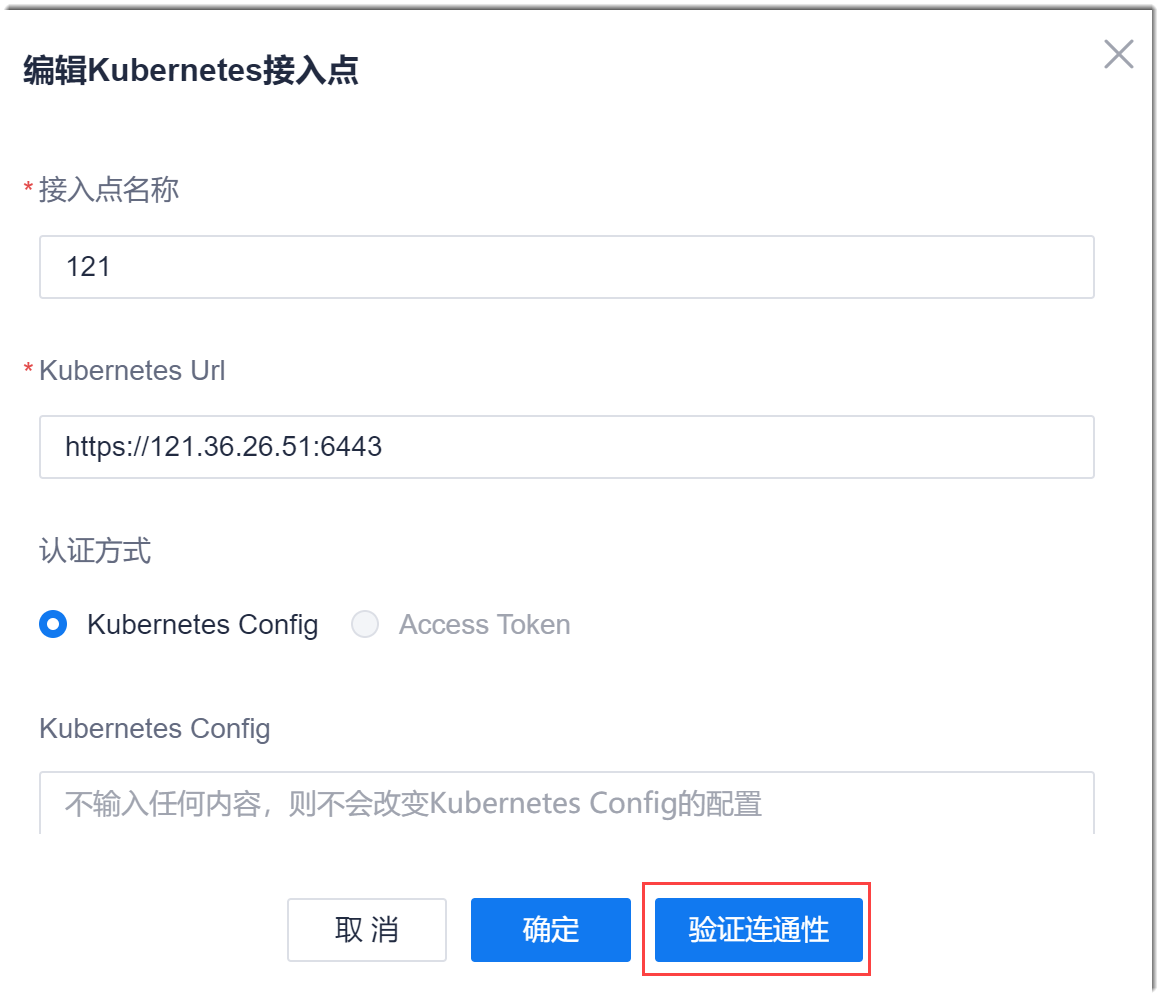 编辑Kubernetes接入点
*接入点名称
121
*Kubernetes Url
https://121.36.26.51:6443
认证方式
Kubernetes Config Access Token
Kubernetes Config
不输入任何内容，则不会改变Kubernetes Config的配置
取 消 确定 验证连通性